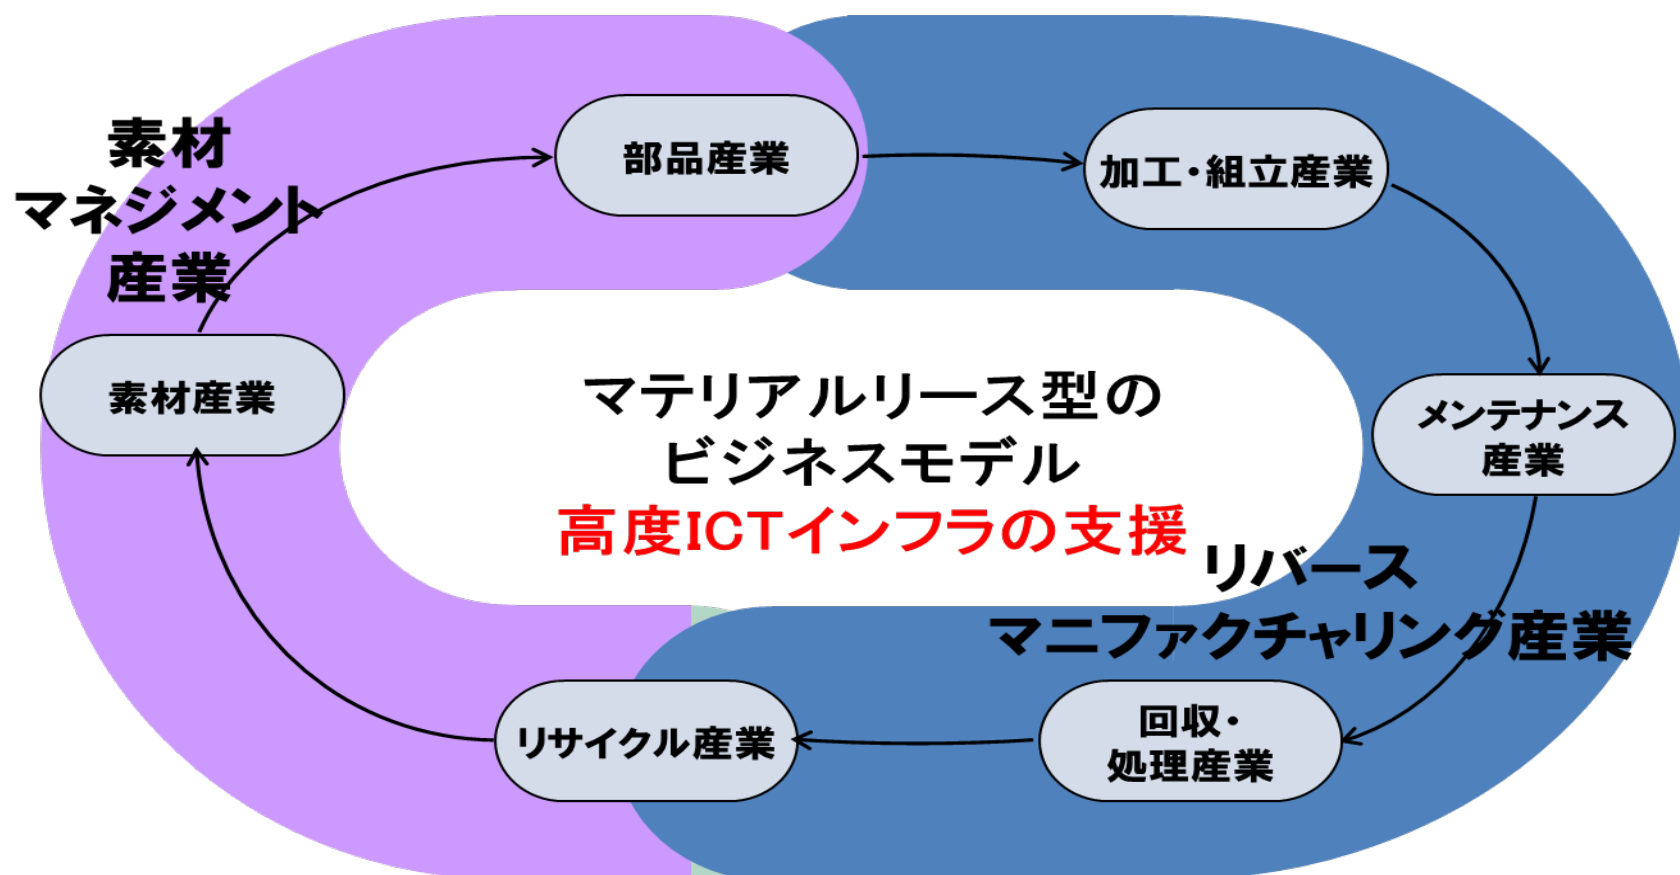 素材
マネジメント
産業
部品産業
加工・組立産業
素材産業
マテリアルリース型の
ビジネスモデル
高度ICTインフラの支援
メンテナンス
産業
リバース
マニファクチャリング産業
リサイクル産業
回収・
処理産業